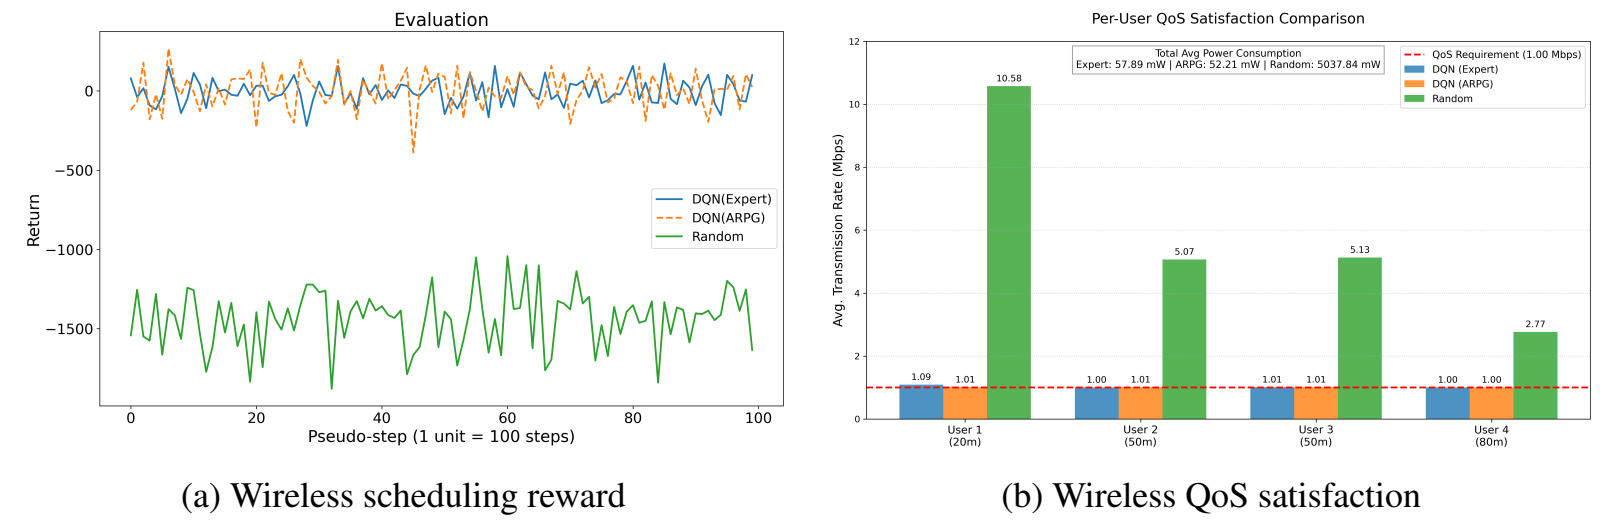 Evaluation
Return
0
−500
−1000
−1500
DQN(Expert)
DQN(ARPG)
Random
0 20 40 60 80 100
Pseudo-step (1 unit = 100 steps)
(a) Wireless scheduling reward
Per-User QoS Satisfaction Comparison
Avg. Transmission Rate (Mbps)
12
10
8
6
4
2
0
Total Avg Power Consumption
Expert: 57.89 mW | ARPG: 52.21 mW | Random: 5037.84 mW
QoS Requirement (1.00 Mbps)
DQN (Expert)
DQN (ARPG)
Random
1.09 1.01 10.58
1.00 1.01 5.07
1.01 1.01 5.13
1.00 1.00 2.77
User 1 User 2 User 3 User 4
(20m) (50m) (50m) (80m)
(b) Wireless QoS satisfaction